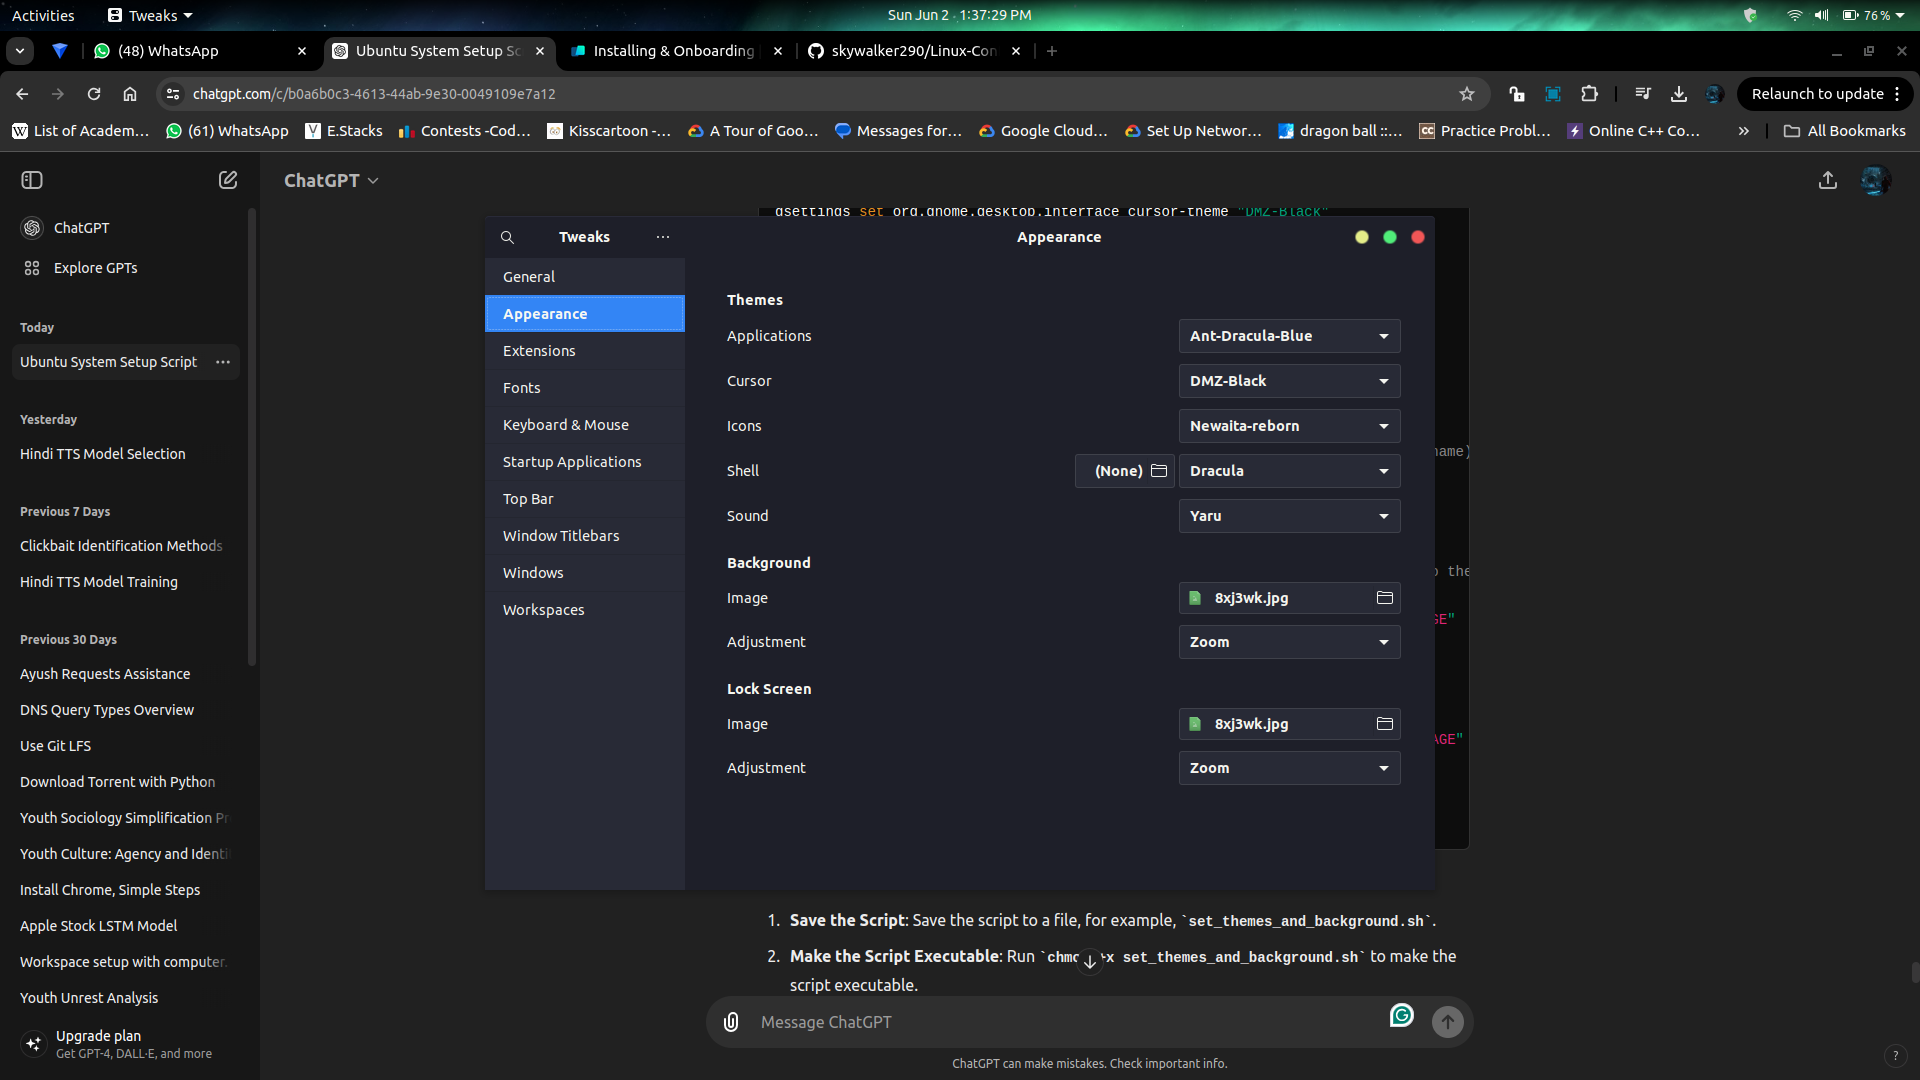 Activities
Tweaks
Sun Jun 2 · 1:37:29 PM
76 %
(48) WhatsApp
Ubuntu System Setup Sc
Installing & Onboarding
skywalker290/Linux-Con
chatgpt.com/c/b0a6b0c3-4613-44ab-9e30-0049109e7a12
Relaunch to update
List of Academ...
(61) WhatsApp
E.Stacks
Contests -Cod...
Kisscartoon -...
A Tour of Goo...
Messages for...
Google Cloud...
Set Up Networ...
dragon ball ::...
Practice Probl...
Online C++ Co...
»
All Bookmarks
ChatGPT
Explore GPTs
Today
Ubuntu System Setup Script
Yesterday
Hindi TTS Model Selection
Previous 7 Days
Clickbait Identification Methods
Hindi TTS Model Training
Previous 30 Days
Ayush Requests Assistance
DNS Query Types Overview
Use Git LFS
Download Torrent with Python
Youth Sociology Simplification Pr
Youth Culture: Agency and Identi
Install Chrome, Simple Steps
Apple Stock LSTM Model
Workspace setup with computer.
Youth Unrest Analysis
Upgrade plan
Get GPT-4, DALL·E, and more
ChatGPT
gsettings set org.gnome.desktop.interface cursor-theme "DMZ-Black"
Tweaks
Appearance
General
Appearance
Extensions
Fonts
Keyboard & Mouse
Startup Applications
Top Bar
Window Titlebars
Windows
Workspaces
Themes
Applications
Ant-Dracula-Blue
Cursor
DMZ-Black
Icons
Newaita-reborn
Shell
(None)
Dracula
Sound
Yaru
Background
Image
8xj3wk.jpg
Adjustment
Zoom
Lock Screen
Image
8xj3wk.jpg
Adjustment
Zoom
name)
the
GE"
AGE"
1. Save the Script: Save the script to a file, for example, `set_themes_and_background.sh`.
2. Make the Script Executable: Run `chmo +x set_themes_and_background.sh` to make the
script executable.
Message ChatGPT
ChatGPT can make mistakes. Check important info.
?